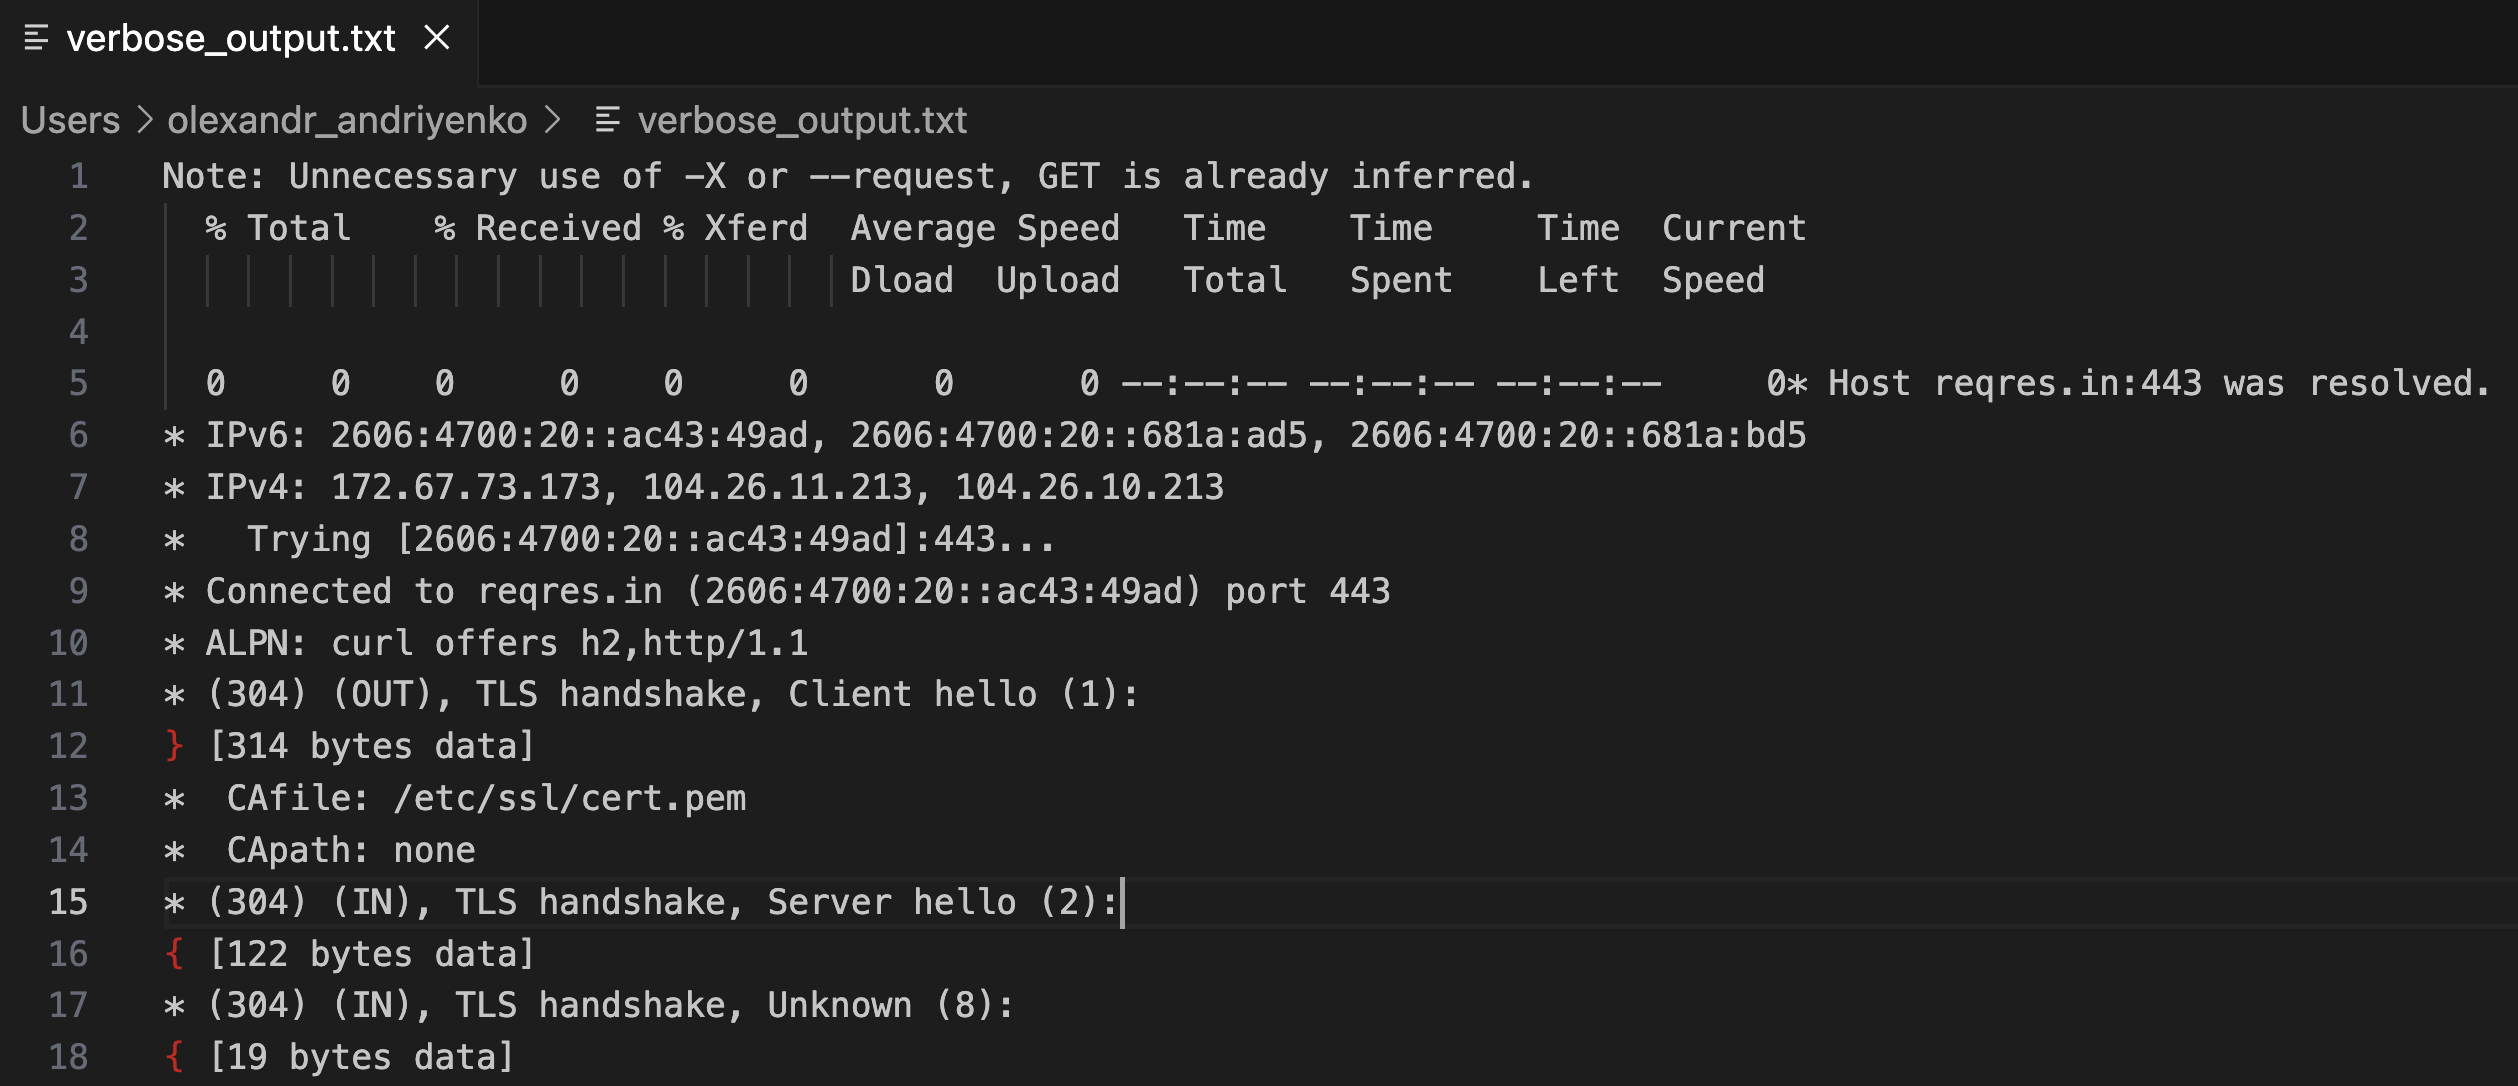 verbose_output.txt
Users > olexandr_andriyenko > verbose_output.txt
1 Note: Unnecessary use of -X or --request, GET is already inferred.
2   % Total    % Received % Xferd  Average Speed   Time    Time     Time  Current
3                                  Dload  Upload   Total   Spent    Left  Speed
4
5   0     0    0     0    0     0      0      0 --:--:-- --:--:-- --:--:--     0* Host reqres.in:443 was resolved.
6 * IPv6: 2606:4700:20::ac43:49ad, 2606:4700:20::681a:ad5, 2606:4700:20::681a:bd5
7 * IPv4: 172.67.73.173, 104.26.11.213, 104.26.10.213
8 *   Trying [2606:4700:20::ac43:49ad]:443...
9 * Connected to reqres.in (2606:4700:20::ac43:49ad) port 443
10 * ALPN: curl offers h2,http/1.1
11 * (304) (OUT), TLS handshake, Client hello (1):
12 } [314 bytes data]
13 *  CAfile: /etc/ssl/cert.pem
14 *  CApath: none
15 * (304) (IN), TLS handshake, Server hello (2):
16 { [122 bytes data]
17 * (304) (IN), TLS handshake, Unknown (8):
18 { [19 bytes data]